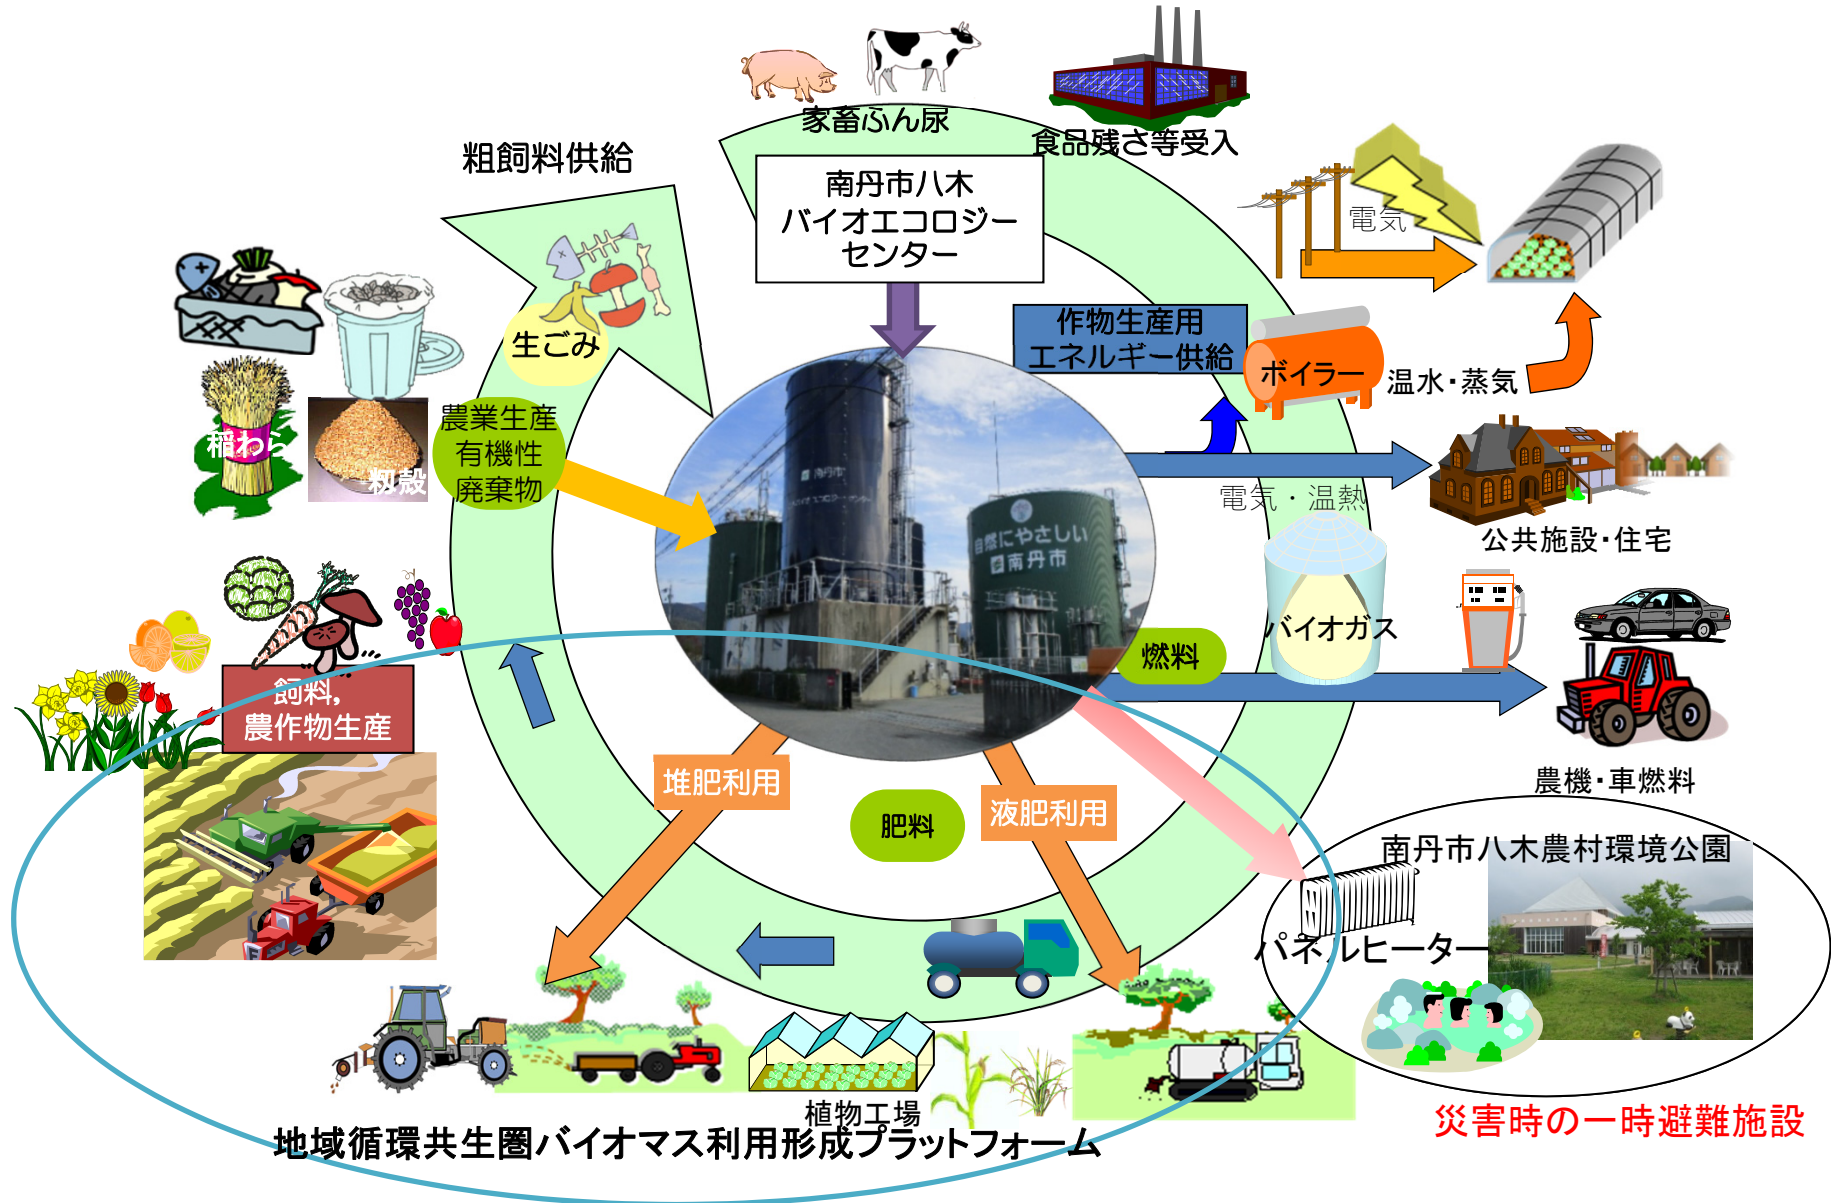 家畜ふん尿
食品残さ等受入
粗飼料供給
南丹市八木
バイオエコロジー
センター
電気
生ごみ
作物生産用
エネルギー供給
ボイラー
温水・蒸気
稲わら
籾殻
農業生産
有機性
廃棄物
南丹市
自然にやさしい
南丹市
電気・温熱
公共施設・住宅
バイオガス
燃料
飼料,
農作物生産
堆肥利用
肥料
液肥利用
農機・車燃料
南丹市八木農村環境公園
パネルヒーター
植物工場
地域循環共生圏バイオマス利用形成プラットフォーム
災害時の一時避難施設